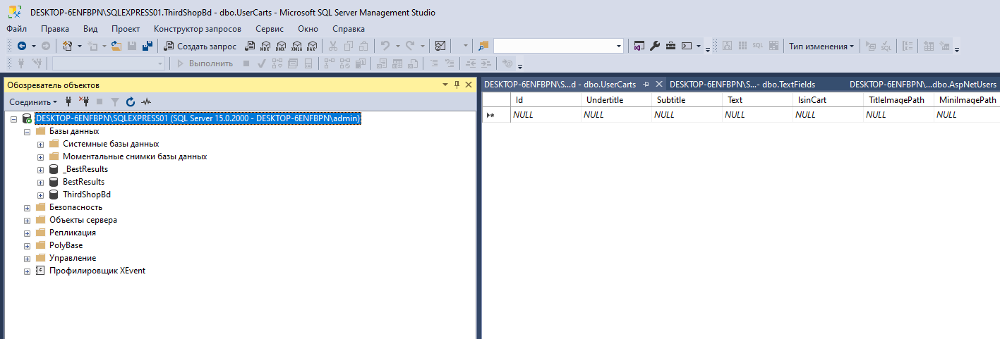 DESKTOP-6ENFBPN\SQLEXPRESS01.ThirdShopBd - dbo.UserCarts - Microsoft SQL Server Management Studio
Файл Правка Вид Проект Конструктор запросов Сервис Окно Справка
Создать запрос MDX DMX XMLA DAX SQL Тип изменения SQL
Выполнить
Обозреватель объектов
DESKTOP-6ENFBPN\S...d - dbo.UserCarts DESKTOP-6ENFBPN\S...- dbo.TextFields DESKTOP-6ENFBPN\...dbo.AspNetUsers
Соединить
Id Undertitle Subtitle Text IsinCart TitleImagePath MiniImagePath
NULL NULL NULL NULL NULL NULL NULL
DESKTOP-6ENFBPN\SQLEXPRESS01 (SQL Server 15.0.2000 - DESKTOP-6ENFBPN\admin)
Базы данных
Системные базы данных
Моментальные снимки базы данных
_BestResults
BestResults
ThirdShopBd
Безопасность
Объекты сервера
Репликация
PolyBase
Управление
Профилировщик XEvent